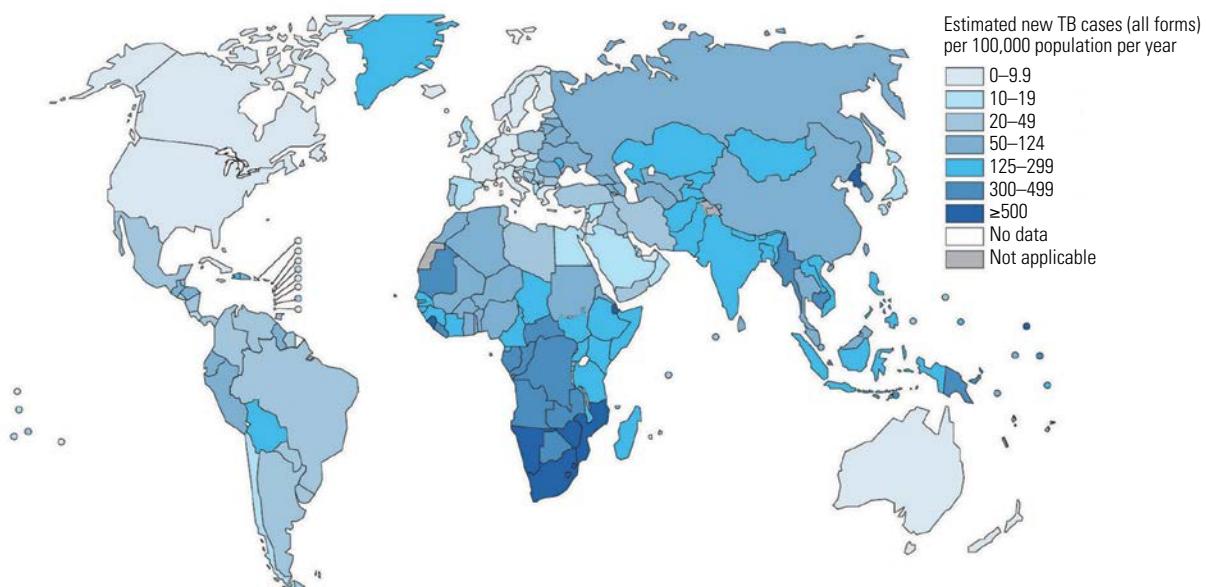 Estimated new TB cases (all forms)
per 100,000 population per year
0–9.9
10–19
20–49
50–124
125–299
300–499
≥500
No data
Not applicable